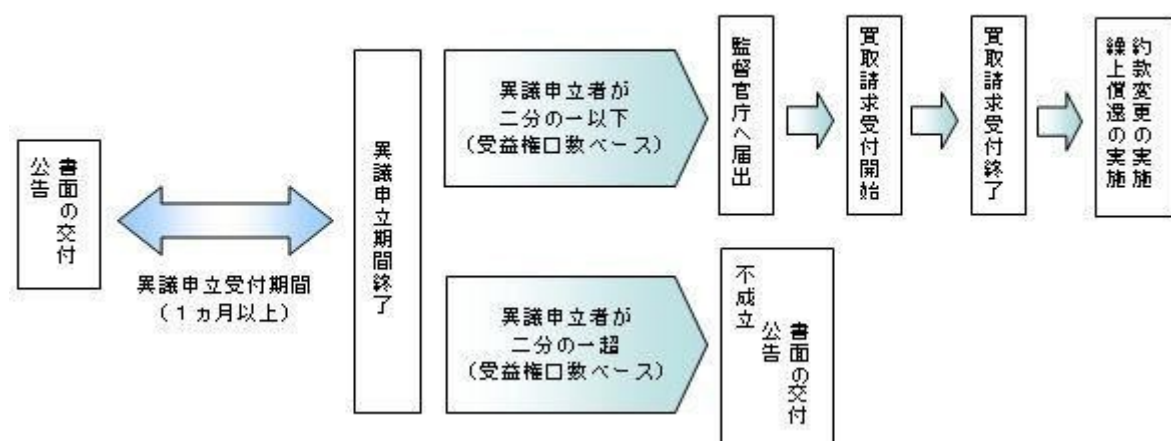 書面の交付
公告
異議申立受付期間
（１ヵ月以上）
異議申立期間終了
異議申立者が
二分の一以下
（受益権口数ベース）
監督官庁へ届出
買取請求受付開始
買取請求受付終了
約款変更の実施
繰上償還の実施
異議申立者が
二分の一超
（受益権口数ベース）
不成立
書面の交付
公告